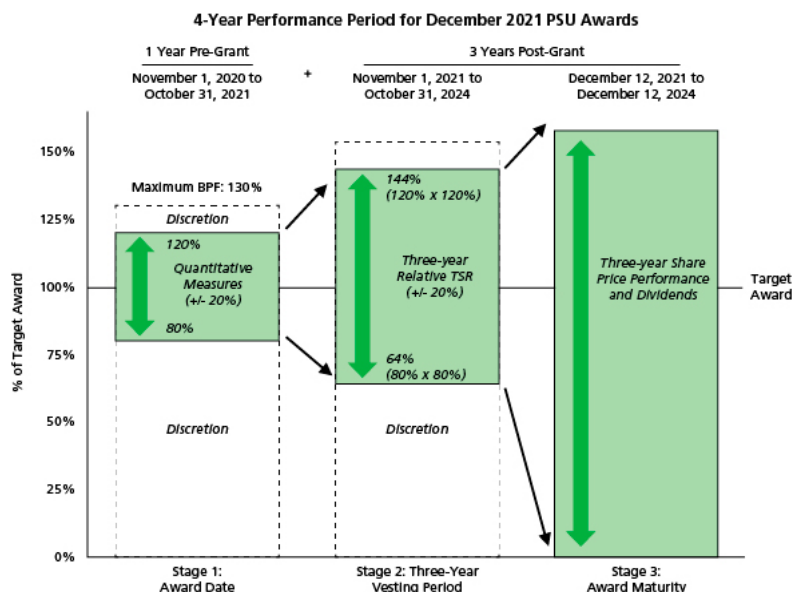 4-Year Performance Period for December 2021 PSU Awards
1 Year Pre-Grant
3 Years Post-Grant
November 1, 2020 to
October 31, 2021
+
November 1, 2021 to
October 31, 2024
December 12, 2021 to
December 12, 2024
% of Target Award
150%
125%
100%
75%
50%
25%
0%
Maximum BPF: 130%
Discretion
120%
Quantitative
Measures
(+/- 20%)
80%
Discretion
144%
(120% x 120%)
Three-year
Relative TSR
(+/- 20%)
64%
(80% x 80%)
Discretion
Three-year Share
Price Performance
and Dividends
Target
Award
Stage 1:
Award Date
Stage 2: Three-Year
Vesting Period
Stage 3:
Award Maturity